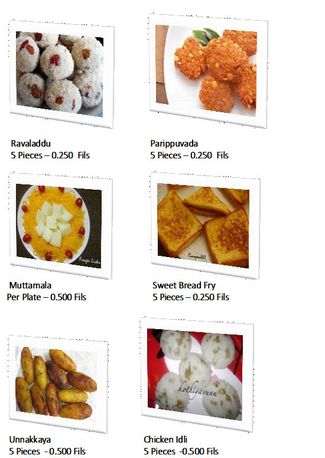 Ravaladdu
5 Pieces – 0.250 Fils
Parippuvada
5 Pieces – 0.250 Fils
Muttamala
Per Plate – 0.500 Fils
Sweet Bread Fry
5 Pieces – 0.250 Fils
kothiyavunu
Unnakkaya
5 Pieces - 0.500 Fils
Chicken Idli
5 Pieces -0.500 Fils